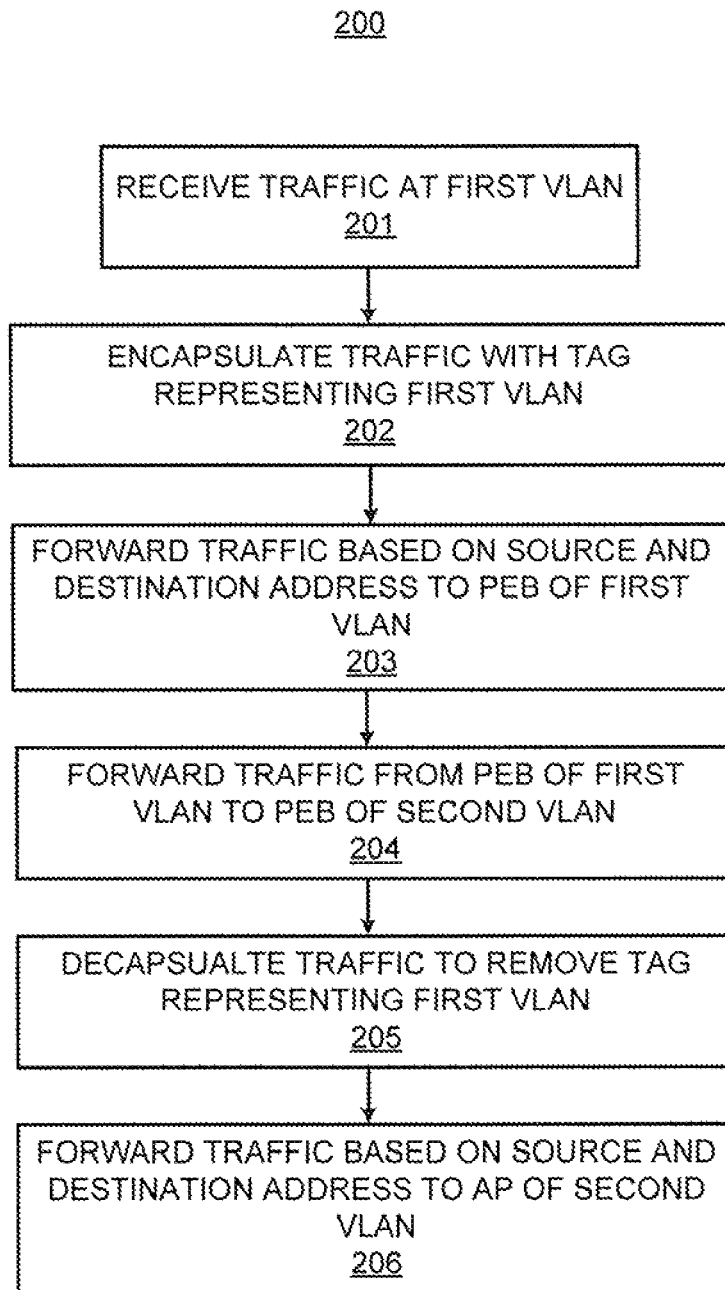 200
RECEIVE TRAFFIC AT FIRST VLAN
201
ENCAPSULATE TRAFFIC WITH TAG
REPRESENTING FIRST VLAN
202
FORWARD TRAFFIC BASED ON SOURCE AND
DESTINATION ADDRESS TO PEB OF FIRST
VLAN
203
FORWARD TRAFFIC FROM PEB OF FIRST
VLAN TO PEB OF SECOND VLAN
204
DECAPSUALTE TRAFFIC TO REMOVE TAG
REPRESENTING FIRST VLAN
205
FORWARD TRAFFIC BASED ON SOURCE AND
DESTINATION ADDRESS TO AP OF SECOND
VLAN
206